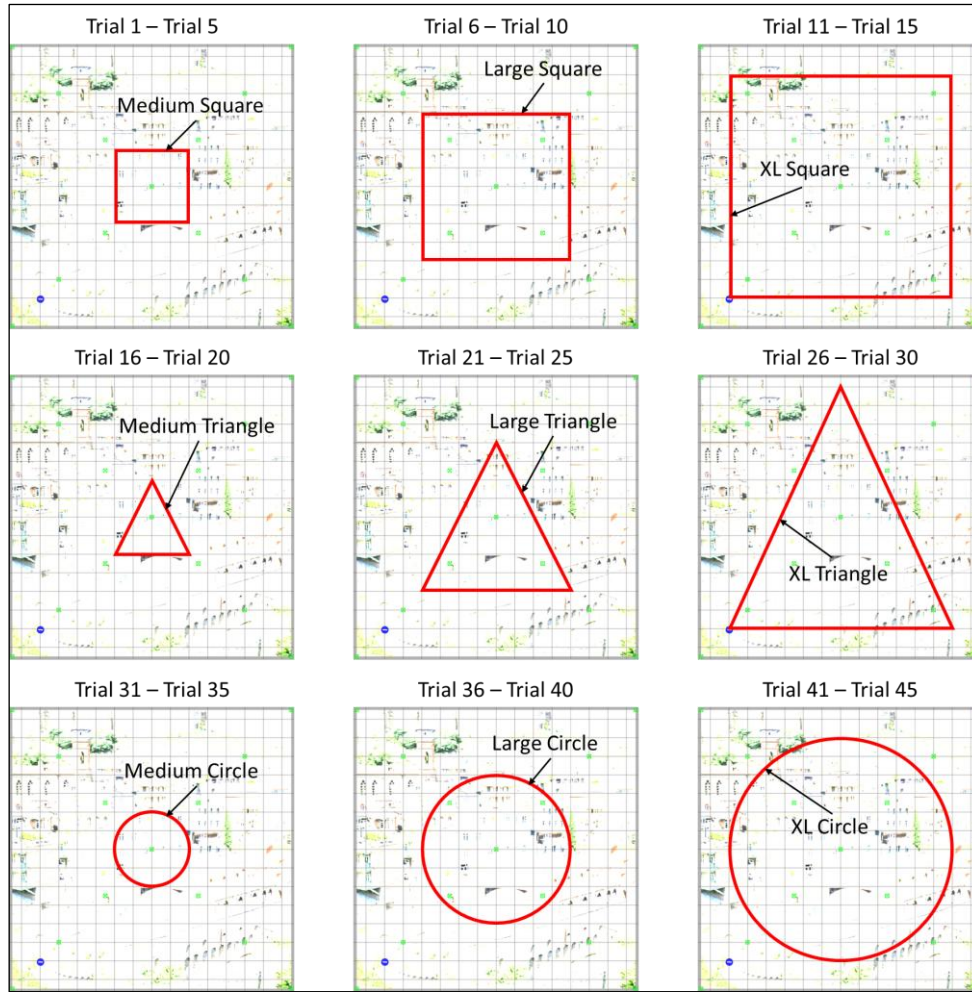 Trial 1 – Trial 5
Trial 6 – Trial 10
Trial 11 – Trial 15
Medium Square
Large Square
XL Square
Trial 16 – Trial 20
Trial 21 – Trial 25
Trial 26 – Trial 30
Medium Triangle
Large Triangle
XL Triangle
Trial 31 – Trial 35
Trial 36 – Trial 40
Trial 41 – Trial 45
Medium Circle
Large Circle
XL Circle